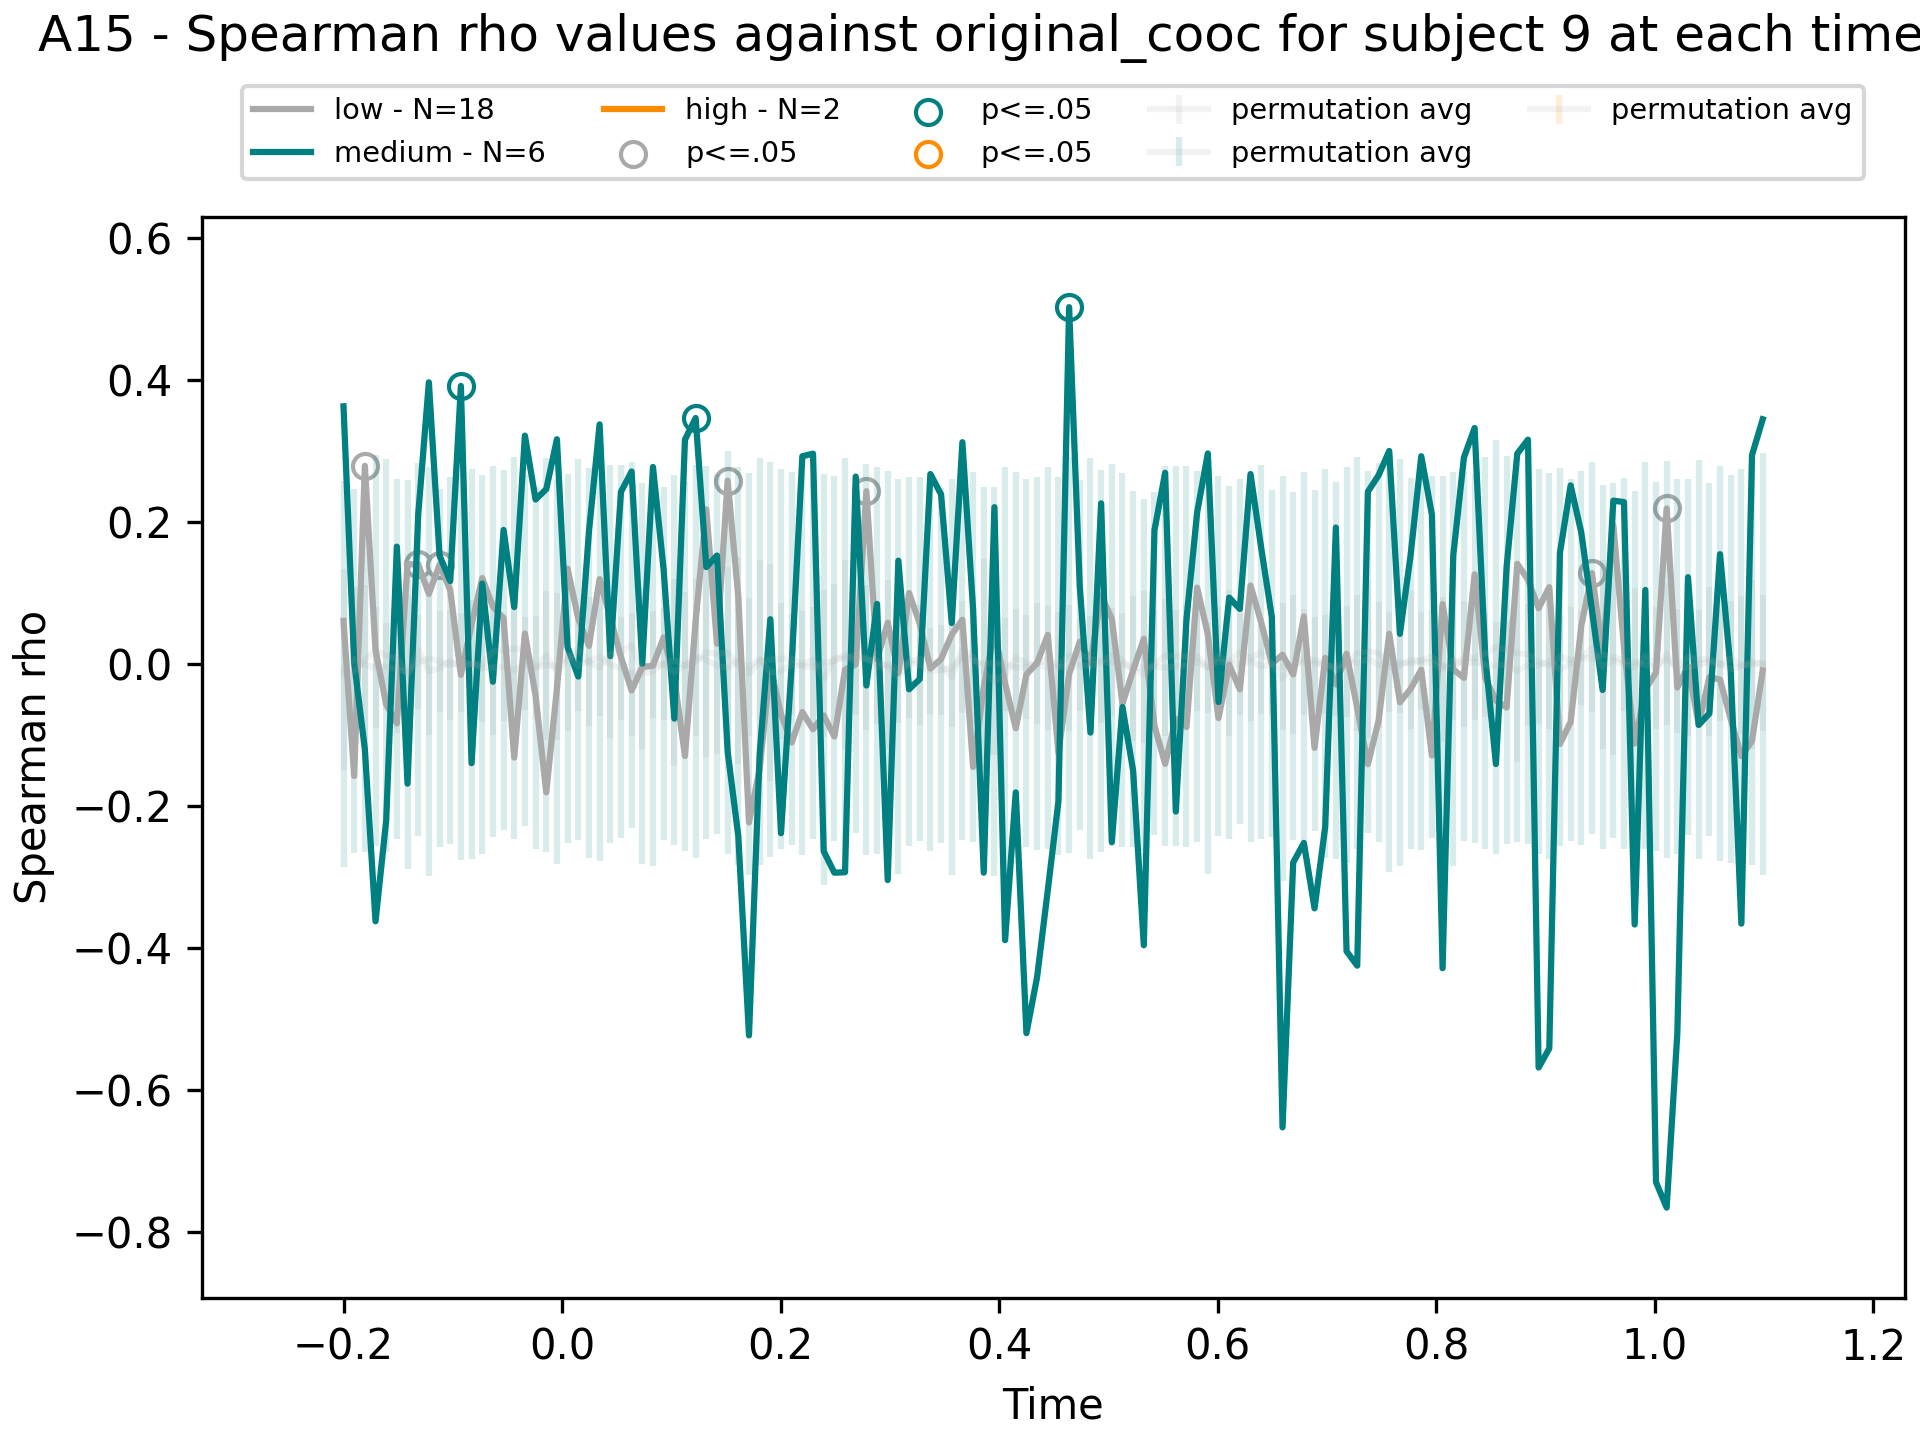 A15 - Spearman rho values against original_cooc for subject 9 at each time
low - N=18
medium - N=6
high - N=2
p<=.05
p<=.05
p<=.05
permutation avg
permutation avg
permutation avg
0.6
0.4
0.2
0.0
−0.2
−0.4
−0.6
−0.8
Spearman rho
−0.2 0.0 0.2 0.4 0.6 0.8 1.0 1.2
Time